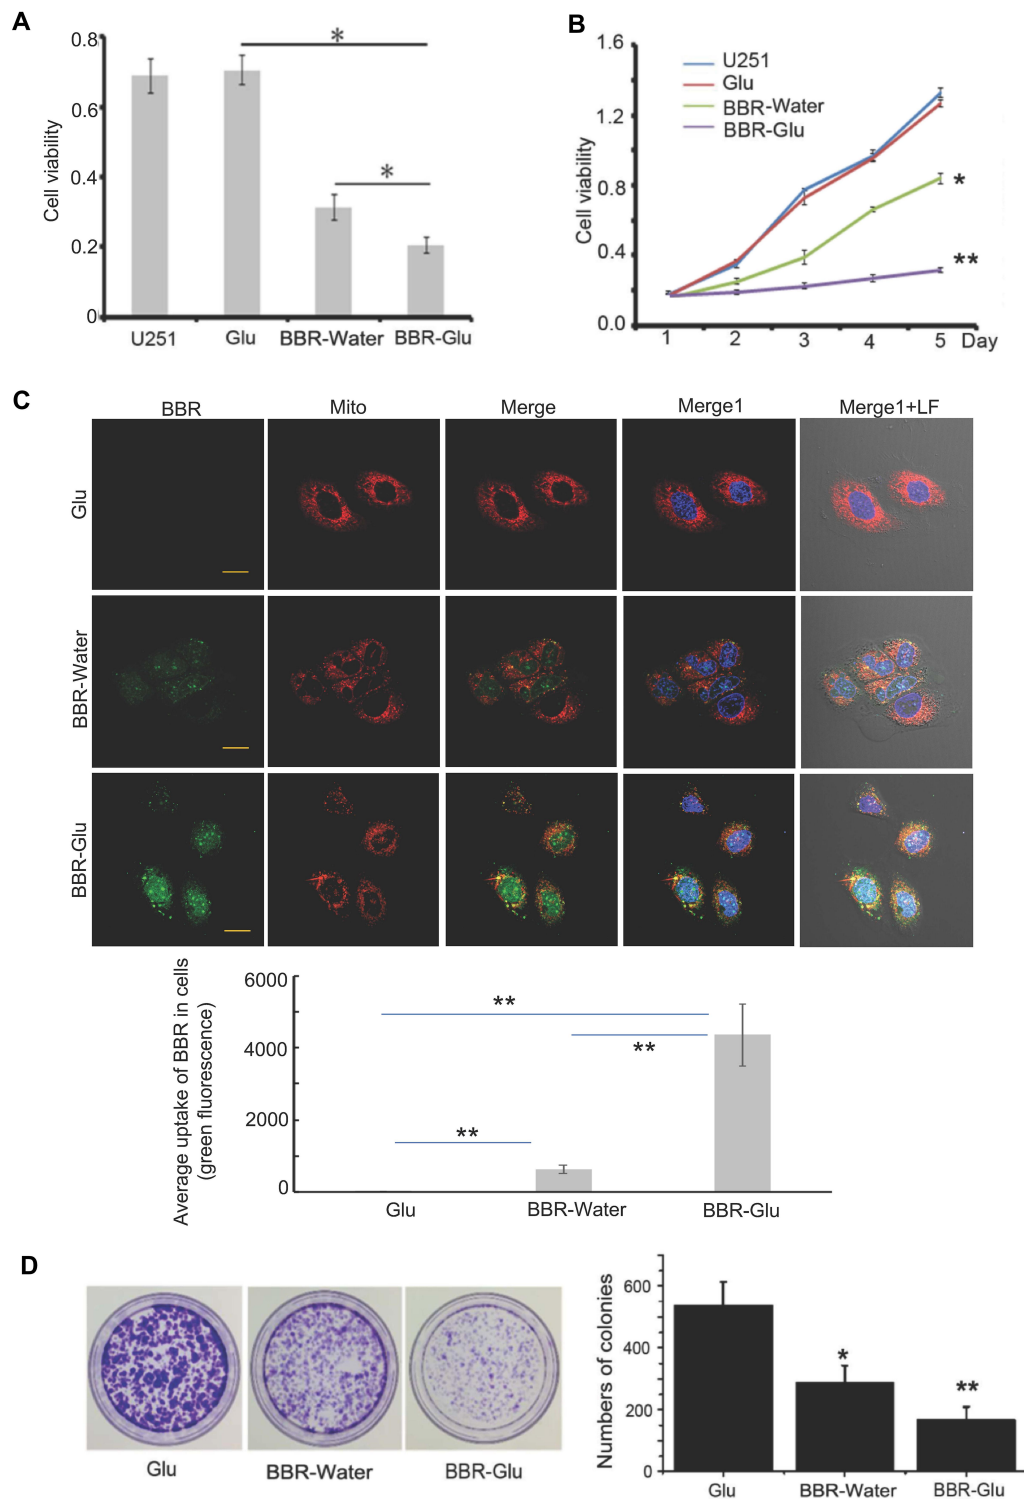 A
0.8
0.6
0.4
0.2
0
Cell viability
*
*
U251
Glu
BBR-Water
BBR-Glu
B
1.6
1.2
0.8
0.4
0.0
Cell viability
U251
Glu
BBR-Water
BBR-Glu
*
**
1 2 3 4 5 Day
C
BBR Mito Merge Merge1 Merge1+LF
Glu
BBR-Water
BBR-Glu
Average uptake of BBR in cells
(green fluorescence)
6000
4000
2000
0
**
**
**
Glu BBR-Water BBR-Glu
D
Glu BBR-Water BBR-Glu
Numbers of colonies
600
400
200
0
*
**
Glu BBR-Water BBR-Glu